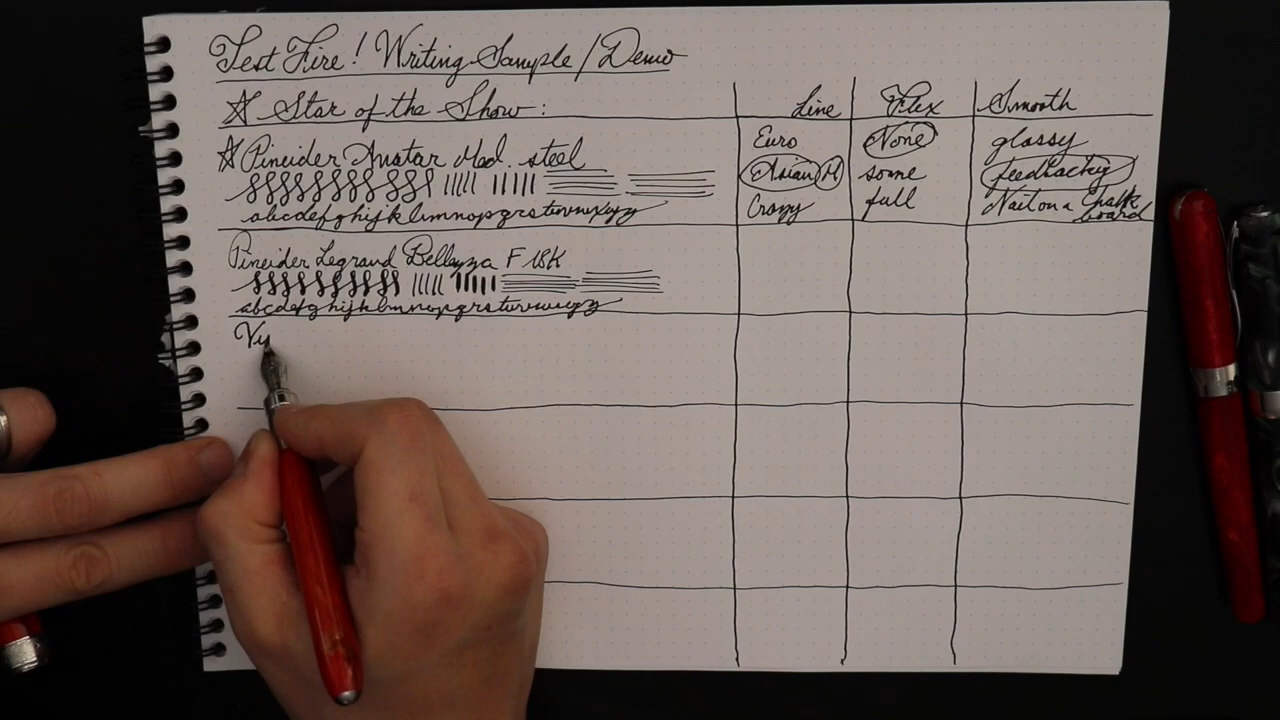 Test Fire! Writing Sample/Demo
☆ Star of the Show:
Line Flex Smooth
☆ Pineider Avatar Med. steel
Euro None glossy
Asian M some feedbacky
abcdefghijklmnopqrstuvwxyz
Crazy full Nail on a Chalk board
Pineider Legrand Bellezza F 18K
abcdefghijklmnopqrstuvwxyz